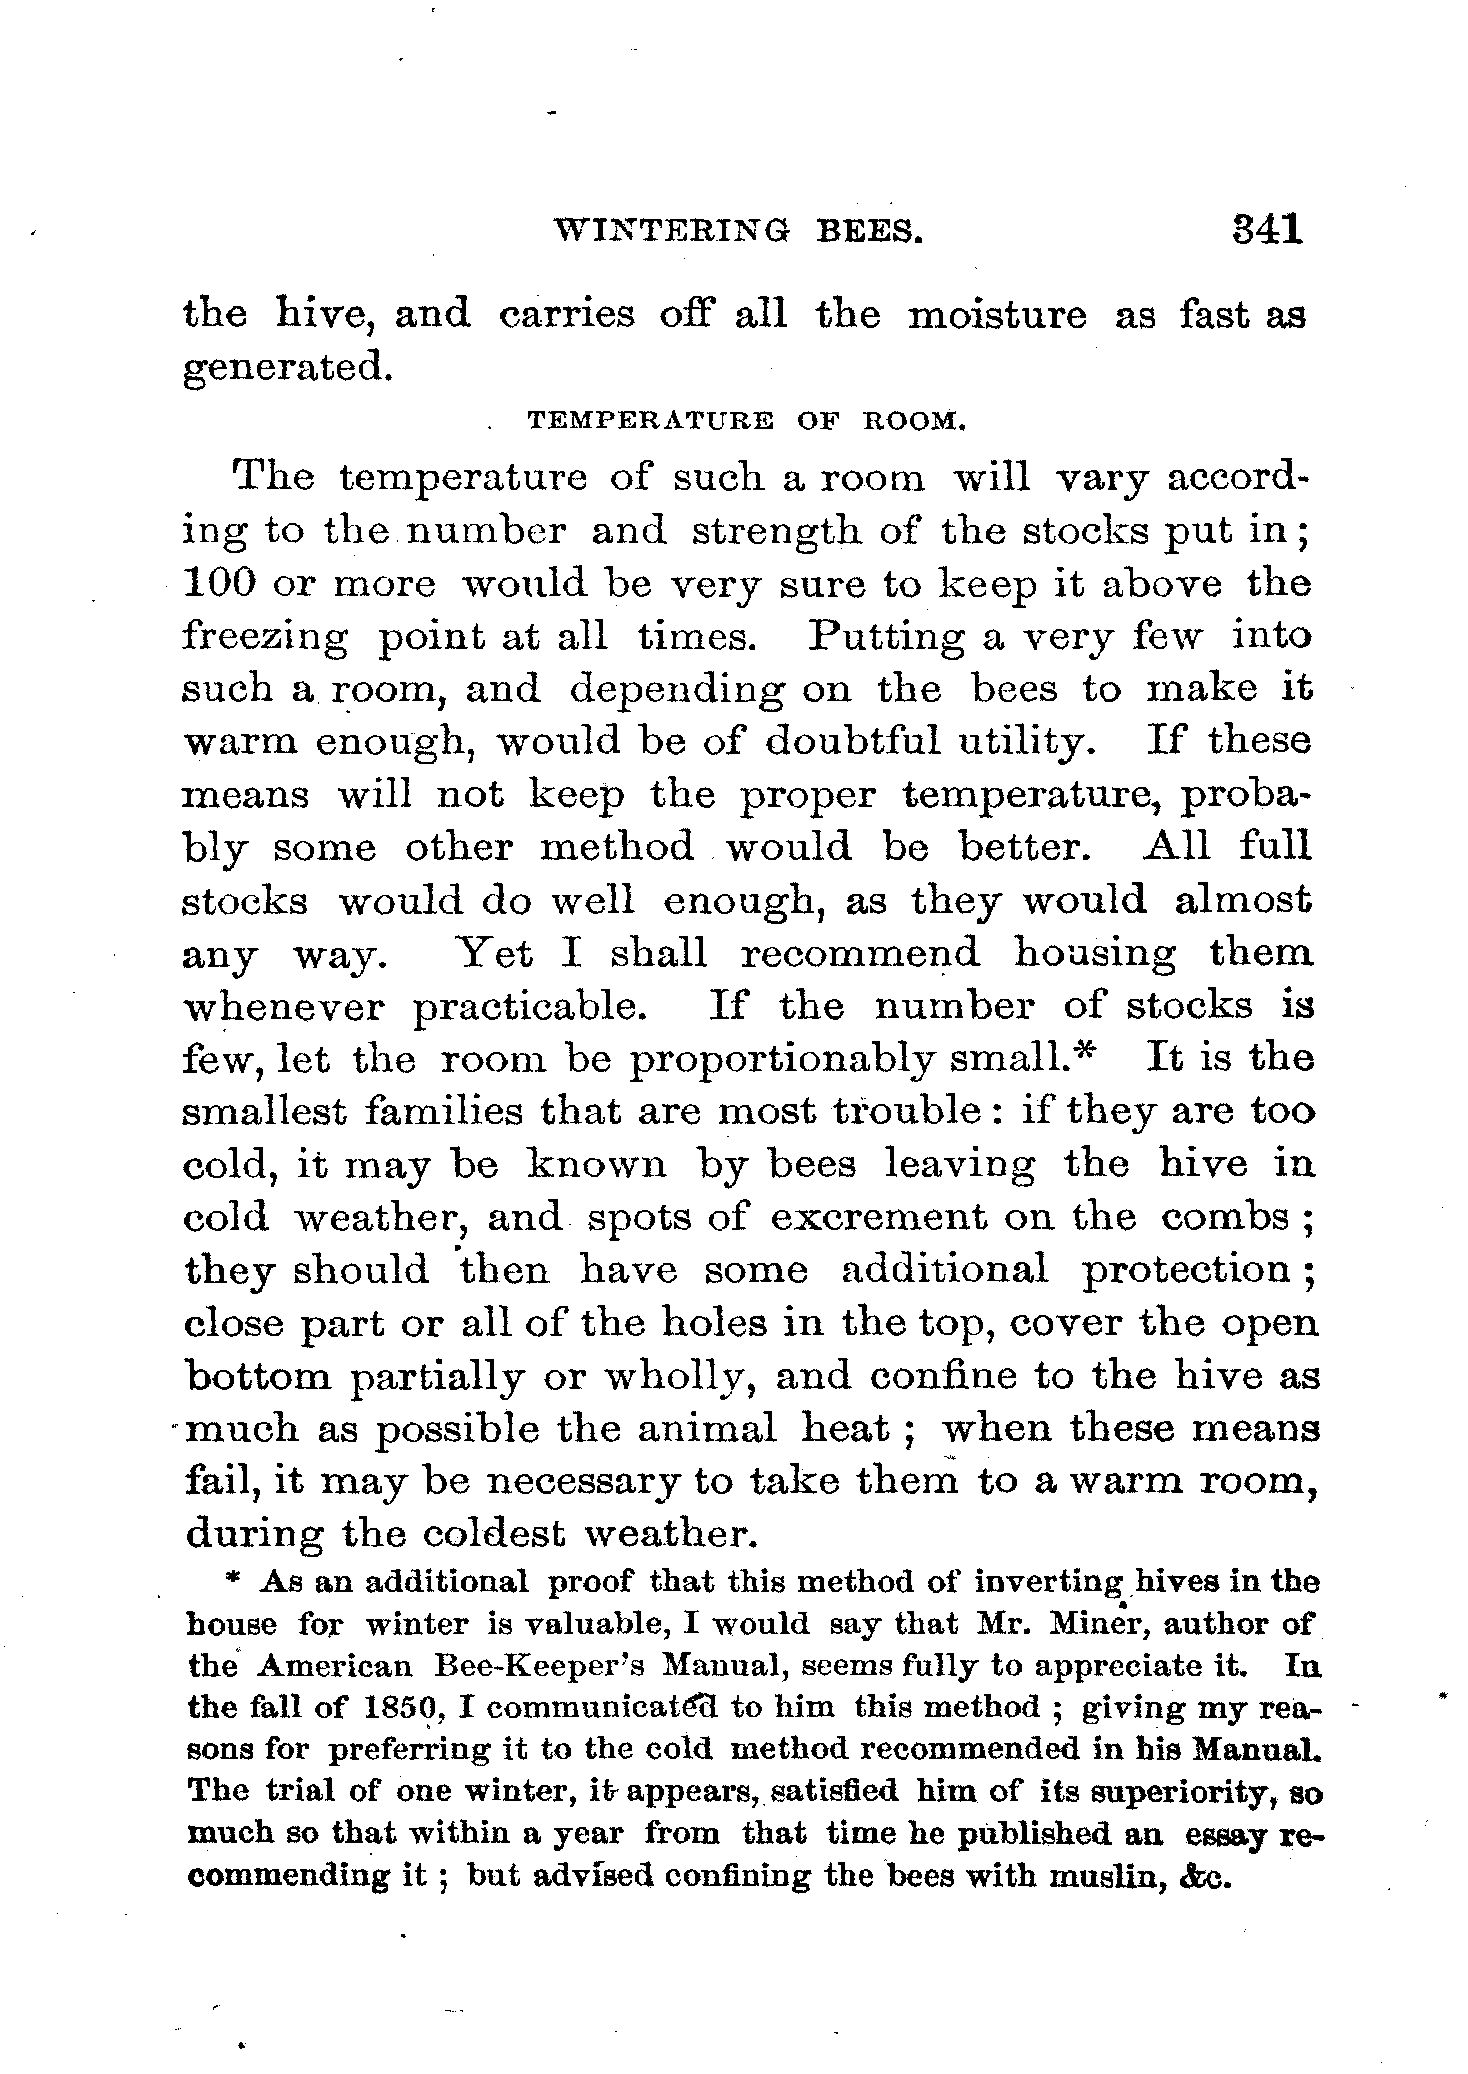 WINTERING BEES. 341
the hive, and carries off all the moisture as fast as
generated.
TEMPERATURE OF ROOM.
The temperature of such a room will vary accord-
ing to the number and strength of the stocks put in ;
100 or more would be very sure to keep it above the
freezing point at all times. Putting a very few into
such a room, and depending on the bees to make it
warm enough, would be of doubtful utility. If these
means will not keep the proper temperature, proba-
bly some other method would be better. All full
stocks would do well enough, as they would almost
any way. Yet I shall recommend housing them
whenever practicable. If the number of stocks is
few, let the room be proportionably small.* It is the
smallest families that are most trouble : if they are too
cold, it may be known by bees leaving the hive in
cold weather, and spots of excrement on the combs ;
they should then have some additional protection ;
close part or all of the holes in the top, cover the open
bottom partially or wholly, and confine to the hive as
much as possible the animal heat ; when these means
fail, it may be necessary to take them to a warm room,
during the coldest weather.
* As an additional proof that this method of inverting hives in the
house for winter is valuable, I would say that Mr. Miner, author of
the American Bee-Keeper's Manual, seems fully to appreciate it. In
the fall of 1850, I communicated to him this method ; giving my rea-
sons for preferring it to the cold method recommended in his Manual.
The trial of one winter, it appears, satisfied him of its superiority, so
much so that within a year from that time he published an essay re-
commending it ; but advised confining the bees with muslin, &c.